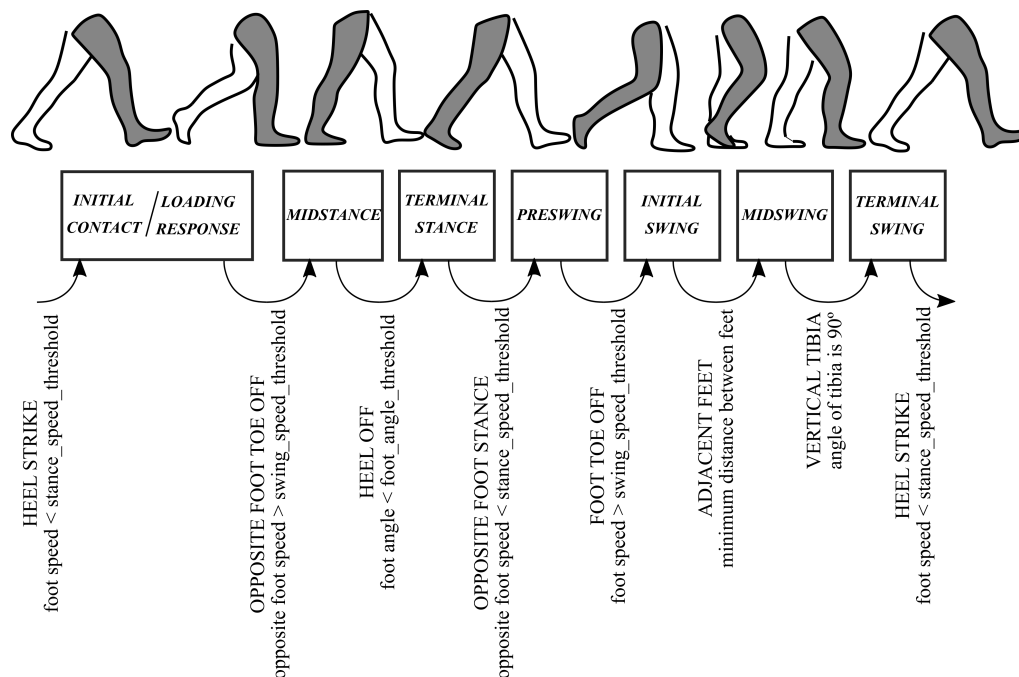 INITIAL
CONTACT
/
LOADING
RESPONSE
MIDSTANCE
TERMINAL
STANCE
PRESWING
INITIAL
SWING
MIDSWING
TERMINAL
SWING
HEEL STRIKE
foot speed < stance_speed_threshold
OPPOSITE FOOT TOE OFF
opposite foot speed > swing_speed_threshold
HEEL OFF
foot angle < foot_angle_threshold
OPPOSITE FOOT STANCE
opposite foot speed < stance_speed_threshold
FOOT TOE OFF
foot speed > swing_speed_threshold
ADJACENT FEET
minimum distance between feet
VERTICAL TIBIA
angle of tibia is 90º
HEEL STRIKE
foot speed < stance_speed_threshold